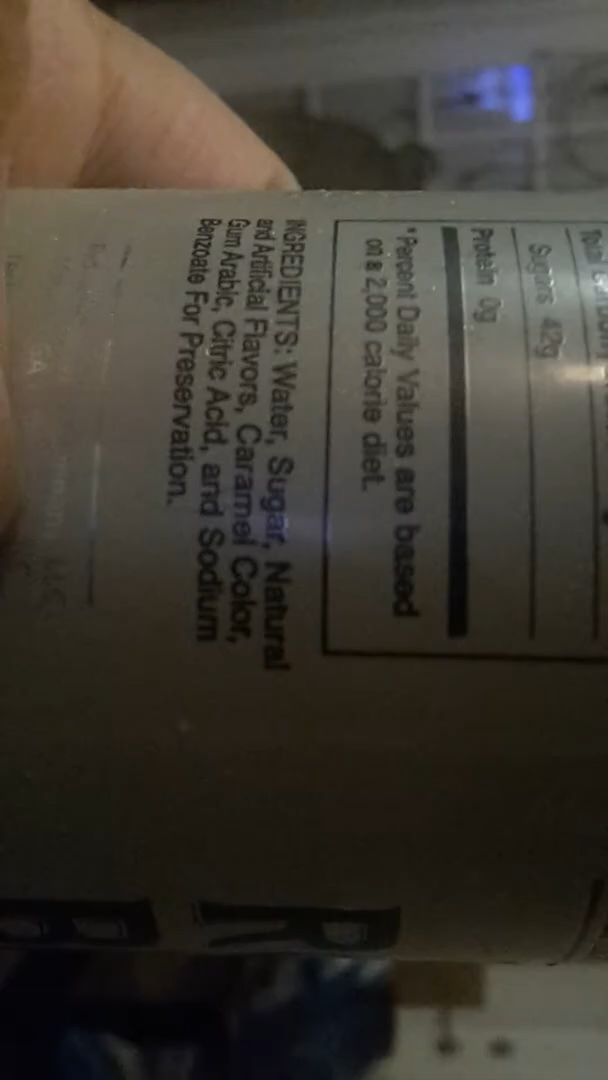 Sugars 42g
Protein 0g
*Percent Daily Values are based
on a 2,000 calorie diet.
INGREDIENTS: Water, Sugar, Natural
and Artificial Flavors, Caramel Color,
Gum Arabic, Citric Acid, and Sodium
Benzoate For Preservation.
R